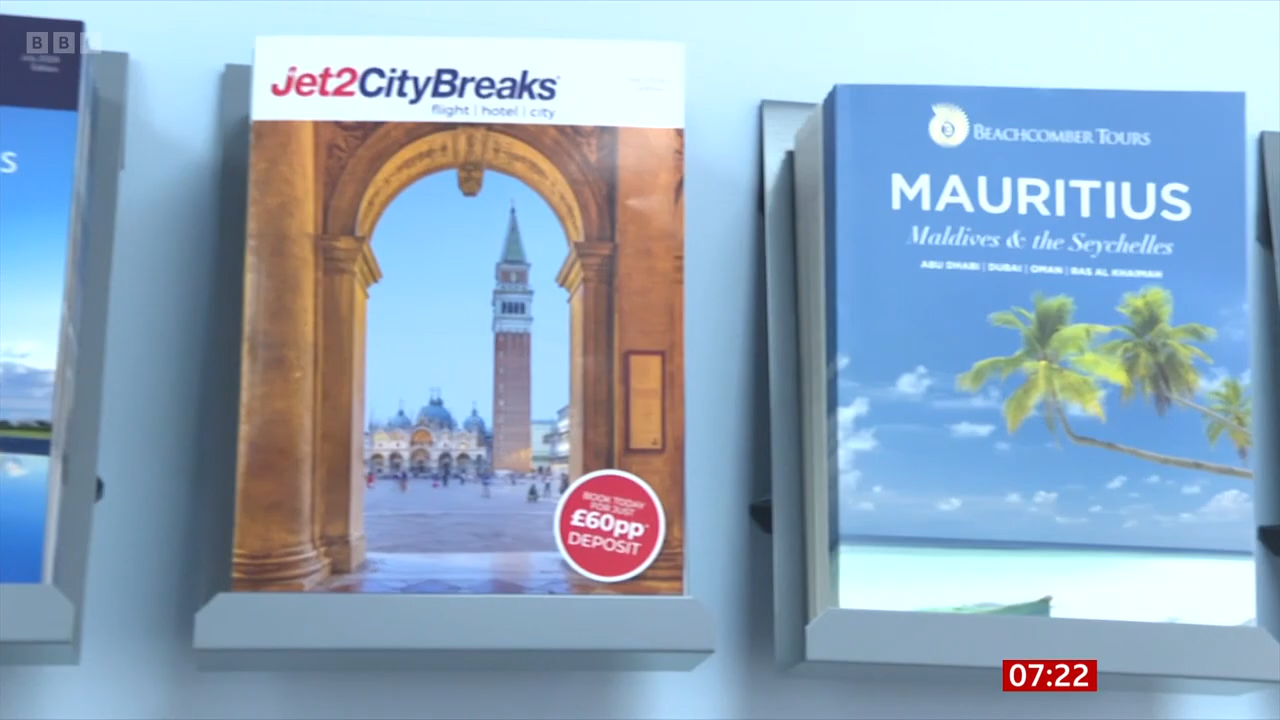 BBC
S
jet2CityBreaks
flight | hotel | city
BOOK TODAY
FOR JUST
£60pp*
DEPOSIT
BEACHCOMBER TOURS
MAURITIUS
Maldives & the Seychelles
ABU DHABI | DUBAI | OMAN | RAS AL KHAIMAH
07:22